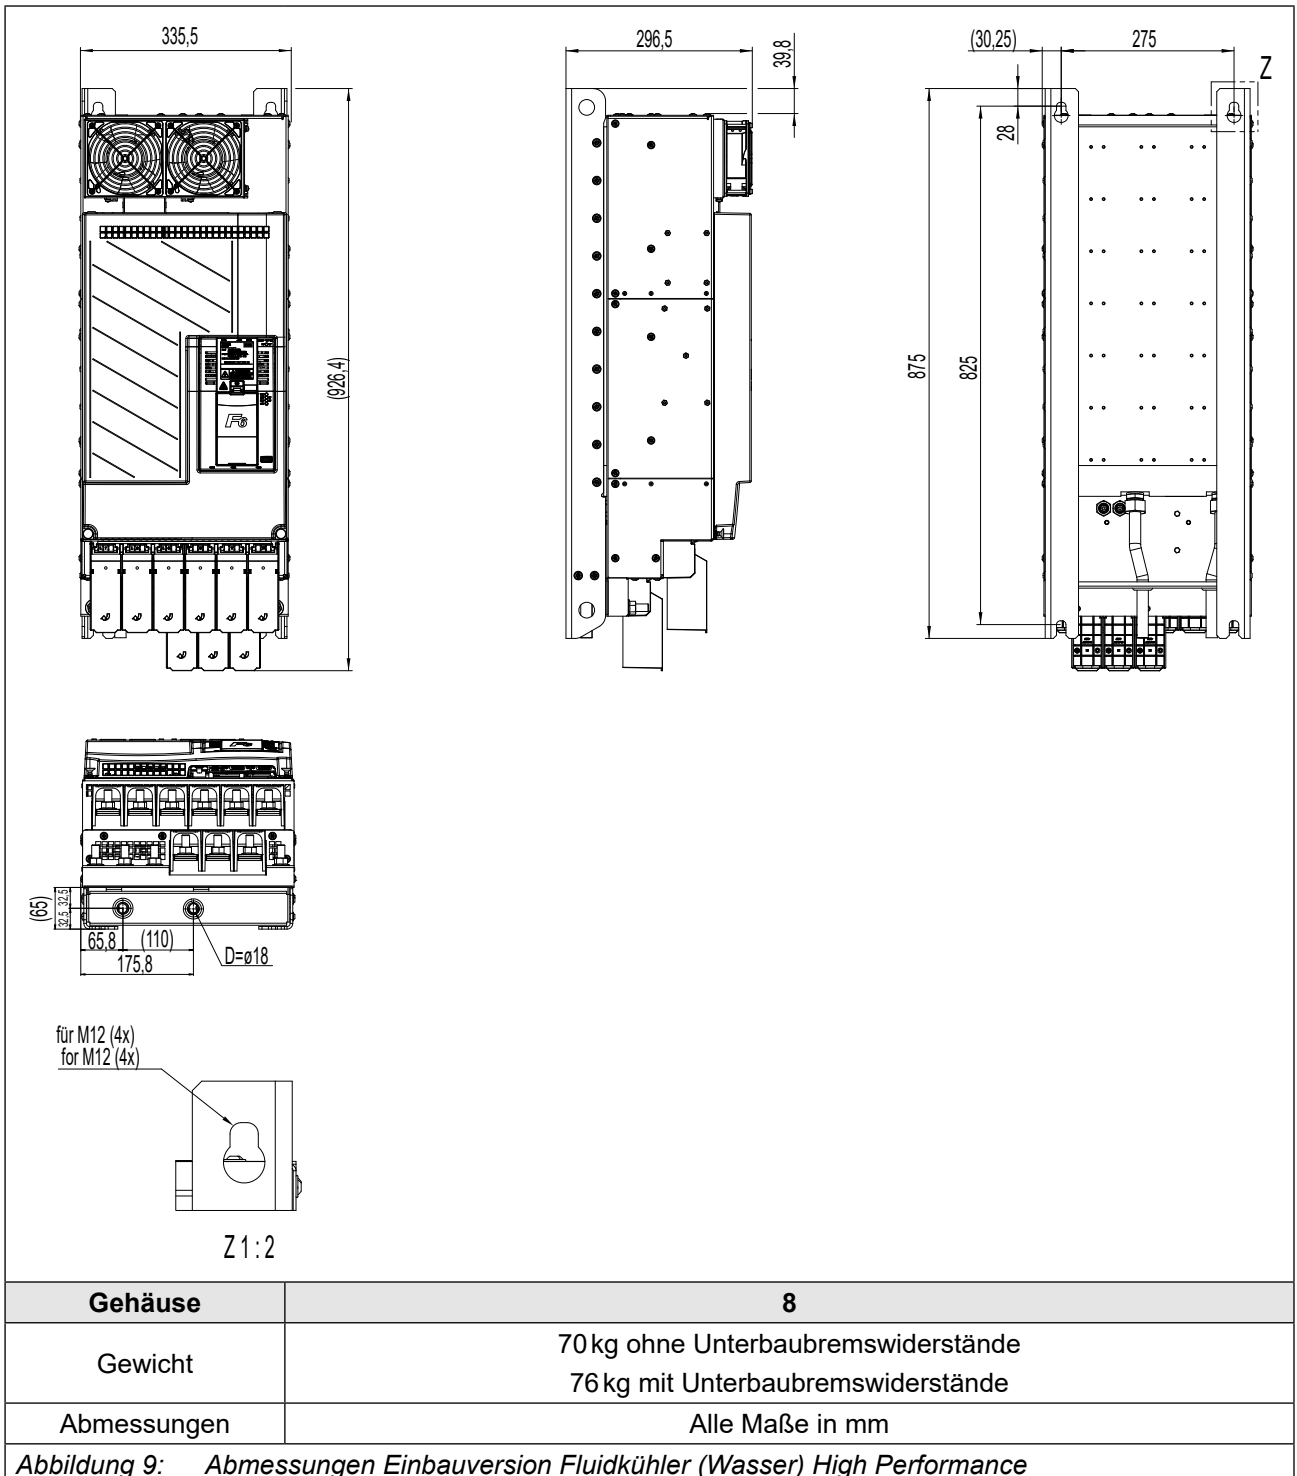 335,5
296,5
39,8
(30,25)
275
Z
28
(926,4)
875
825
F6
(65)
32,5
32,5
65,8
(110)
175,8
D=ø18
für M12 (4x)
for M12 (4x)
Z 1 : 2
Gehäuse 8
Gewicht
70 kg ohne Unterbaubremswiderstände
76 kg mit Unterbaubremswiderstände
Abmessungen Alle Maße in mm
Abbildung 9: Abmessungen Einbauversion Fluidkühler (Wasser) High Performance